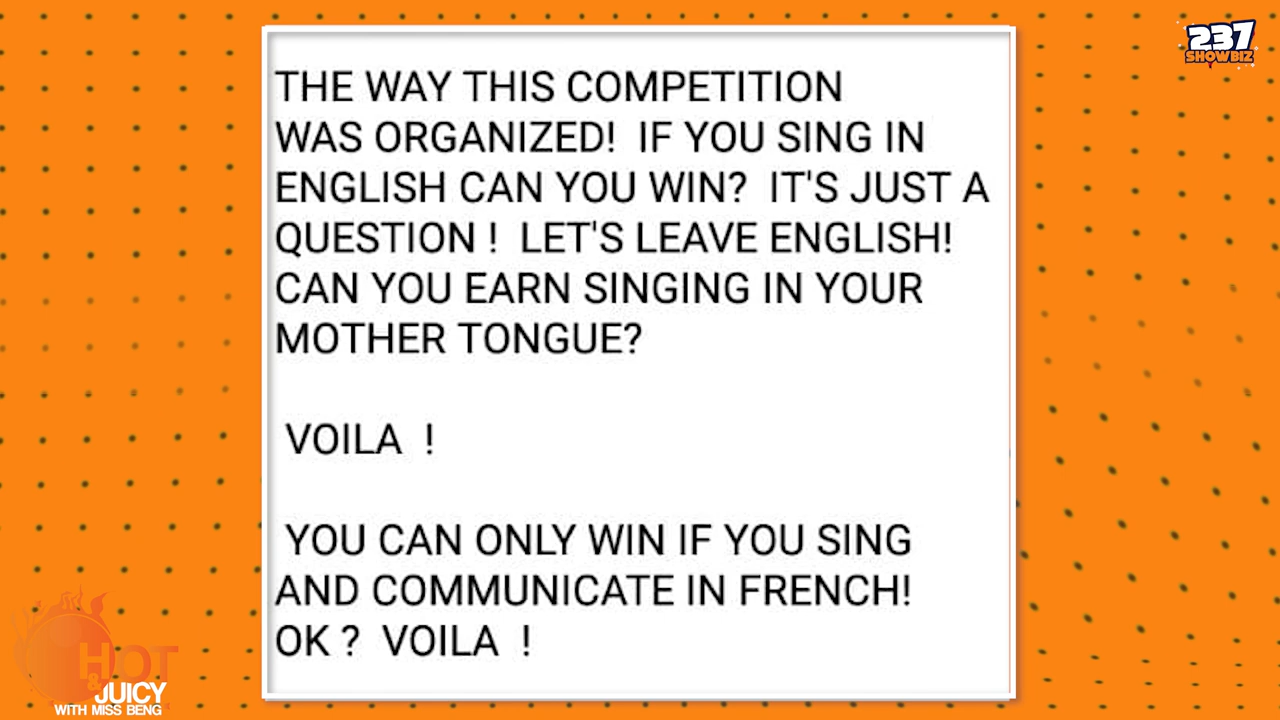 237
SHOWBIZ
THE WAY THIS COMPETITION
WAS ORGANIZED! IF YOU SING IN
ENGLISH CAN YOU WIN? IT'S JUST A
QUESTION ! LET'S LEAVE ENGLISH!
CAN YOU EARN SINGING IN YOUR
MOTHER TONGUE?
VOILA !
YOU CAN ONLY WIN IF YOU SING
AND COMMUNICATE IN FRENCH!
OK ? VOILA !
HOT
& JUICY
WITH MISS BENG